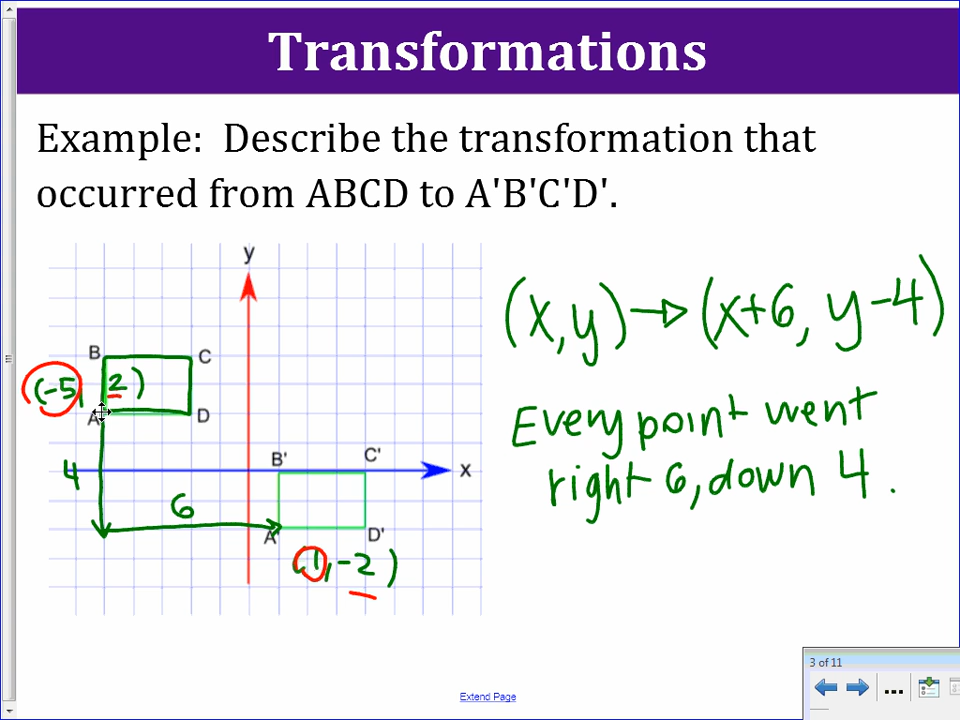 Transformations
Example: Describe the transformation that
occurred from ABCD to A'B'C'D'.
y
(x,y)→(x+6, y-4)
B
C
(-5, 2)
A
D
Every point went
right 6, down 4.
B'
C'
x
4
6
A'
D'
(1,-2)
3 of 11
...
Extend Page